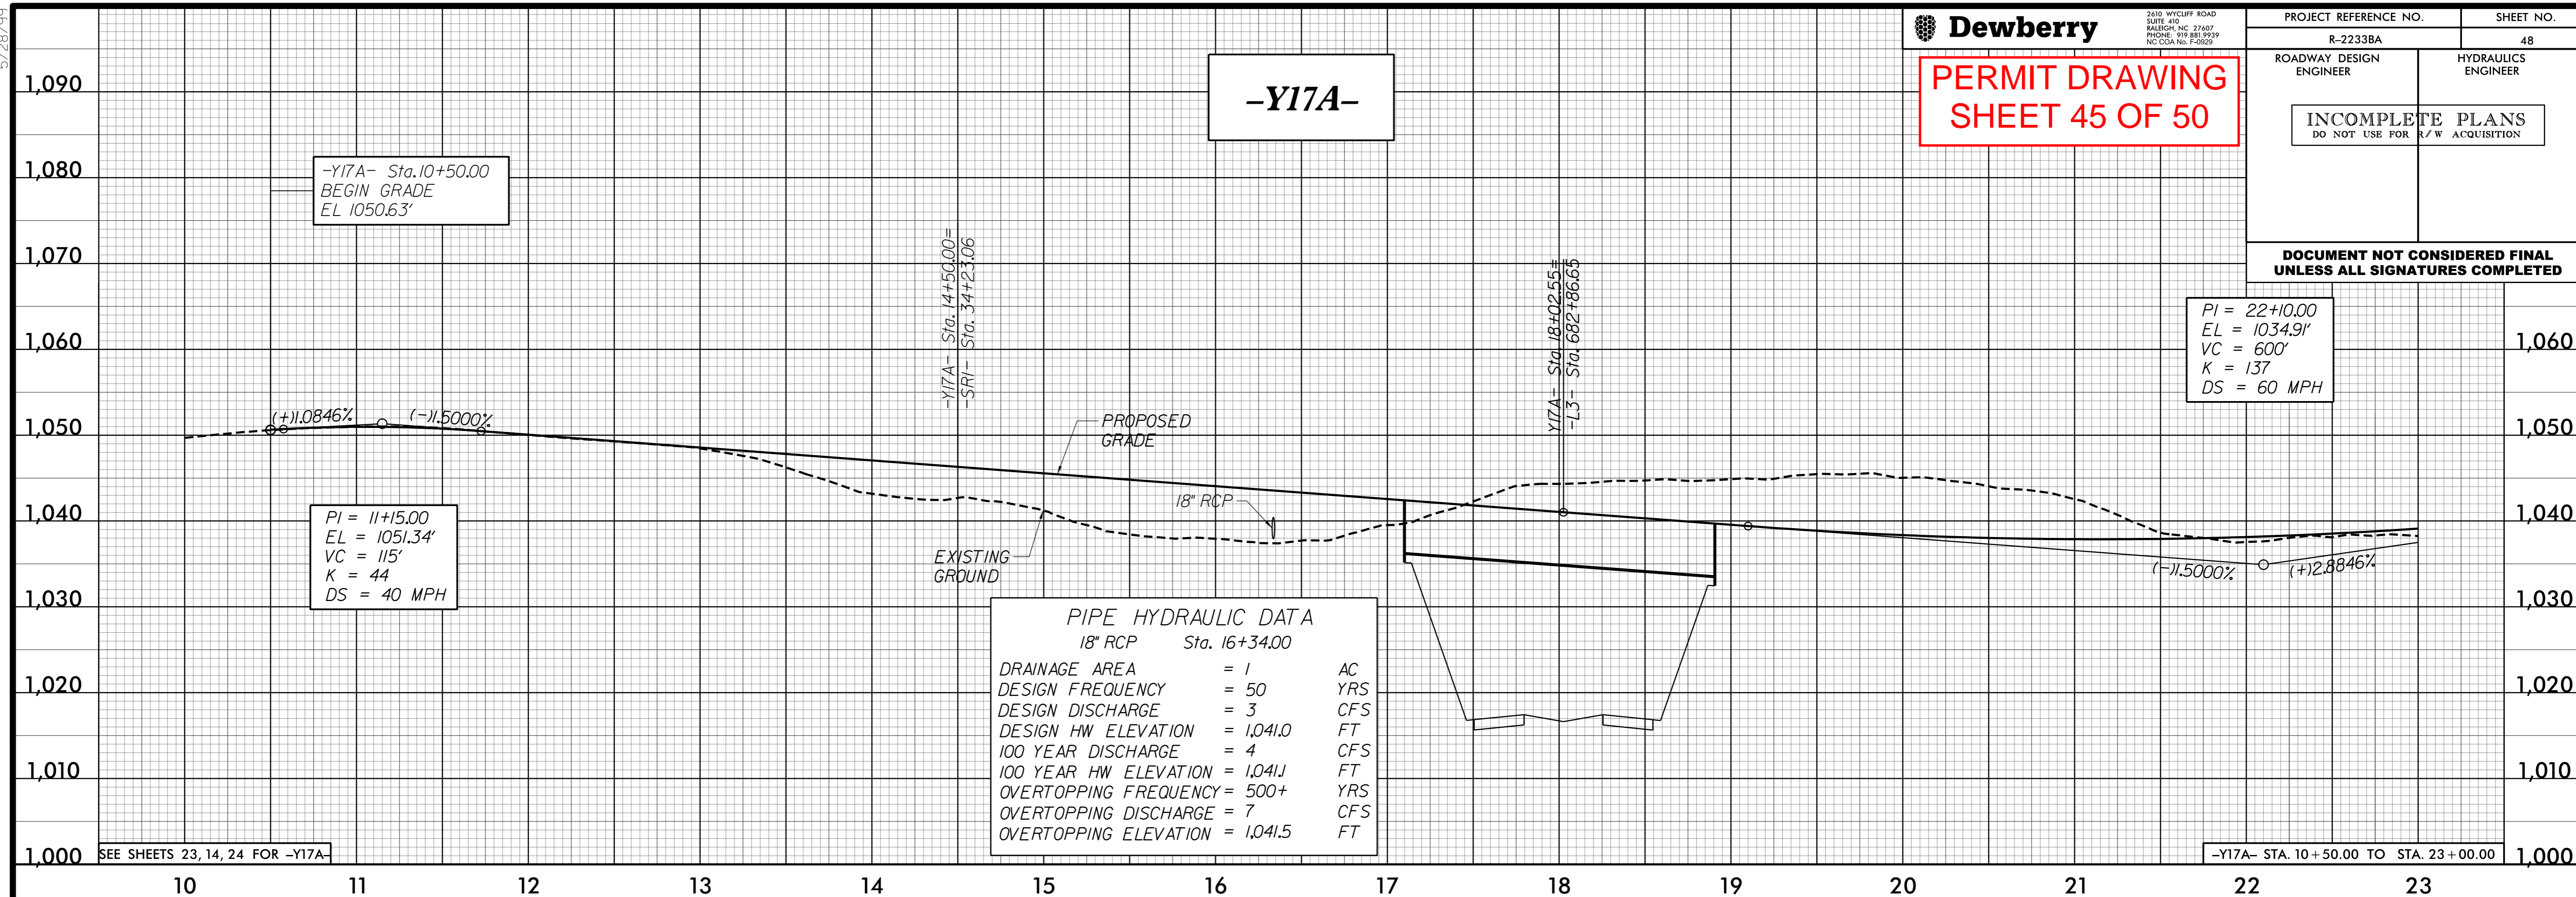 5/28/99
Dewberry
2610 WYCLIFF ROAD
SUITE 410
RALEIGH, NC 27607
PHONE: 919.881.9939
NC COA No. F-0929
PROJECT REFERENCE NO.
SHEET NO.
R-2233BA
48
ROADWAY DESIGN
ENGINEER
HYDRAULICS
ENGINEER
INCOMPLETE PLANS
DO NOT USE FOR R/W ACQUISITION
DOCUMENT NOT CONSIDERED FINAL
UNLESS ALL SIGNATURES COMPLETED
PERMIT DRAWING
SHEET 45 OF 50
-Y17A-
1,090
1,080
1,070
1,060
1,050
1,040
1,030
1,020
1,010
1,000
-Y17A- Sta.10+50.00
BEGIN GRADE
EL 1050.63'
-Y17A- Sta. 14+50.00=
-SR1- Sta. 34+23.06
Y17A- Sta 18+02.55=
-L3- Sta. 682+86.65
PI = 22+10.00
EL = 1034.91'
VC = 600'
K = 137
DS = 60 MPH
(+)1.0846%
(-)1.5000%
PROPOSED
GRADE
18" RCP
EXISTING
GROUND
PI = 11+15.00
EL = 1051.34'
VC = 115'
K = 44
DS = 40 MPH
(-)1.5000%
(+)2.8846%
PIPE HYDRAULIC DATA
18" RCP Sta. 16+34.00
DRAINAGE AREA = 1 AC
DESIGN FREQUENCY = 50 YRS
DESIGN DISCHARGE = 3 CFS
DESIGN HW ELEVATION = 1,041.0 FT
100 YEAR DISCHARGE = 4 CFS
100 YEAR HW ELEVATION = 1,041.1 FT
OVERTOPPING FREQUENCY = 500+ YRS
OVERTOPPING DISCHARGE = 7 CFS
OVERTOPPING ELEVATION = 1,041.5 FT
1,060
1,050
1,040
1,030
1,020
1,010
1,000
SEE SHEETS 23, 14, 24 FOR -Y17A-
-Y17A- STA. 10+50.00 TO STA. 23+00.00
10 11 12 13 14 15 16 17 18 19 20 21 22 23